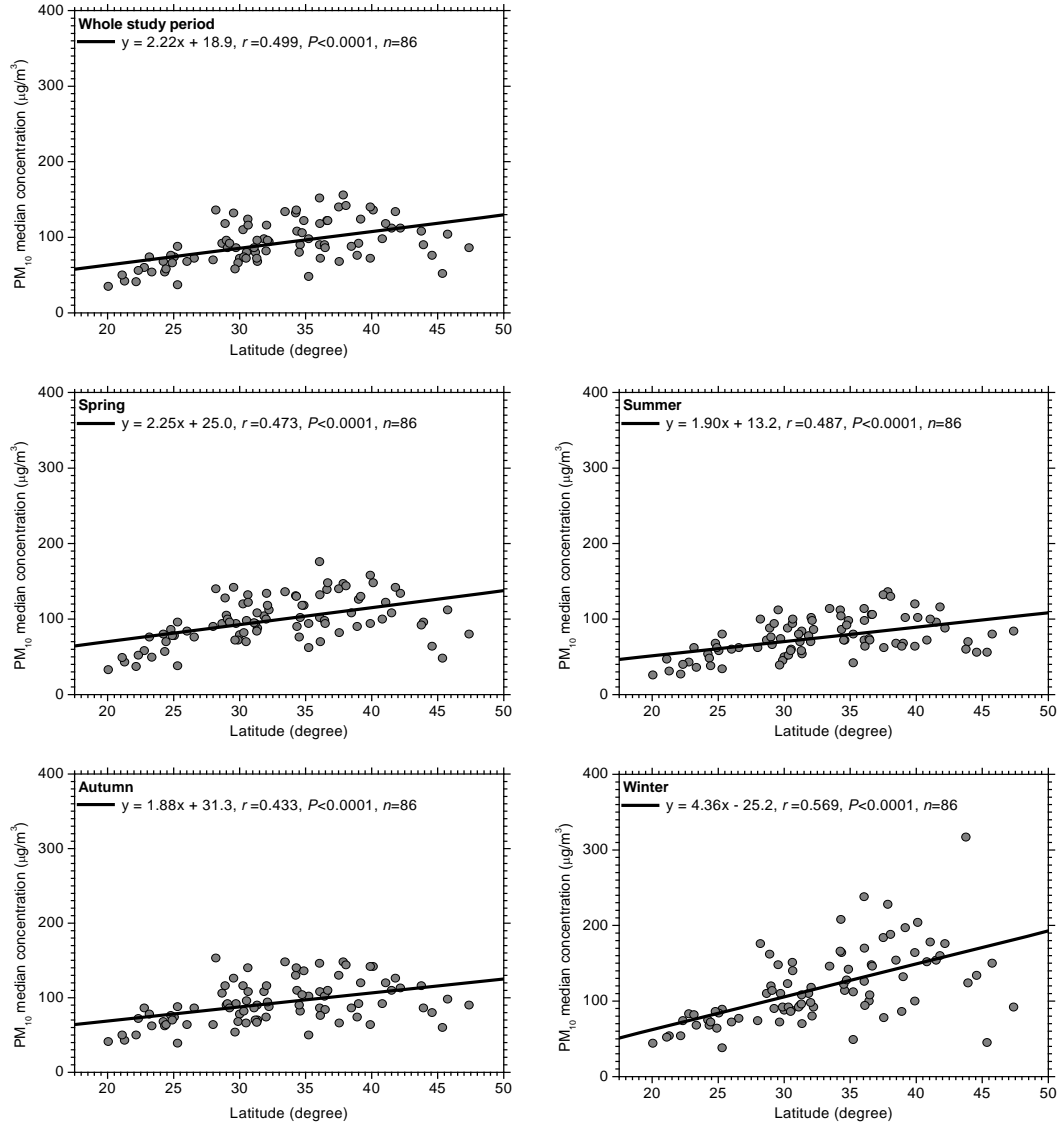 Whole study period
y = 2.22x + 18.9, r=0.499, P<0.0001, n=86
PM10 median concentration (μg/m3)
400
300
200
100
0
20 25 30 35 40 45 50
Latitude (degree)
Spring
y = 2.25x + 25.0, r=0.473, P<0.0001, n=86
PM10 median concentration (μg/m3)
400
300
200
100
0
20 25 30 35 40 45 50
Latitude (degree)
Summer
y = 1.90x + 13.2, r=0.487, P<0.0001, n=86
PM10 median concentration (μg/m3)
400
300
200
100
0
20 25 30 35 40 45 50
Latitude (degree)
Autumn
y = 1.88x + 31.3, r=0.433, P<0.0001, n=86
PM10 median concentration (μg/m3)
400
300
200
100
0
20 25 30 35 40 45 50
Latitude (degree)
Winter
y = 4.36x - 25.2, r=0.569, P<0.0001, n=86
PM10 median concentration (μg/m3)
400
300
200
100
0
20 25 30 35 40 45 50
Latitude (degree)